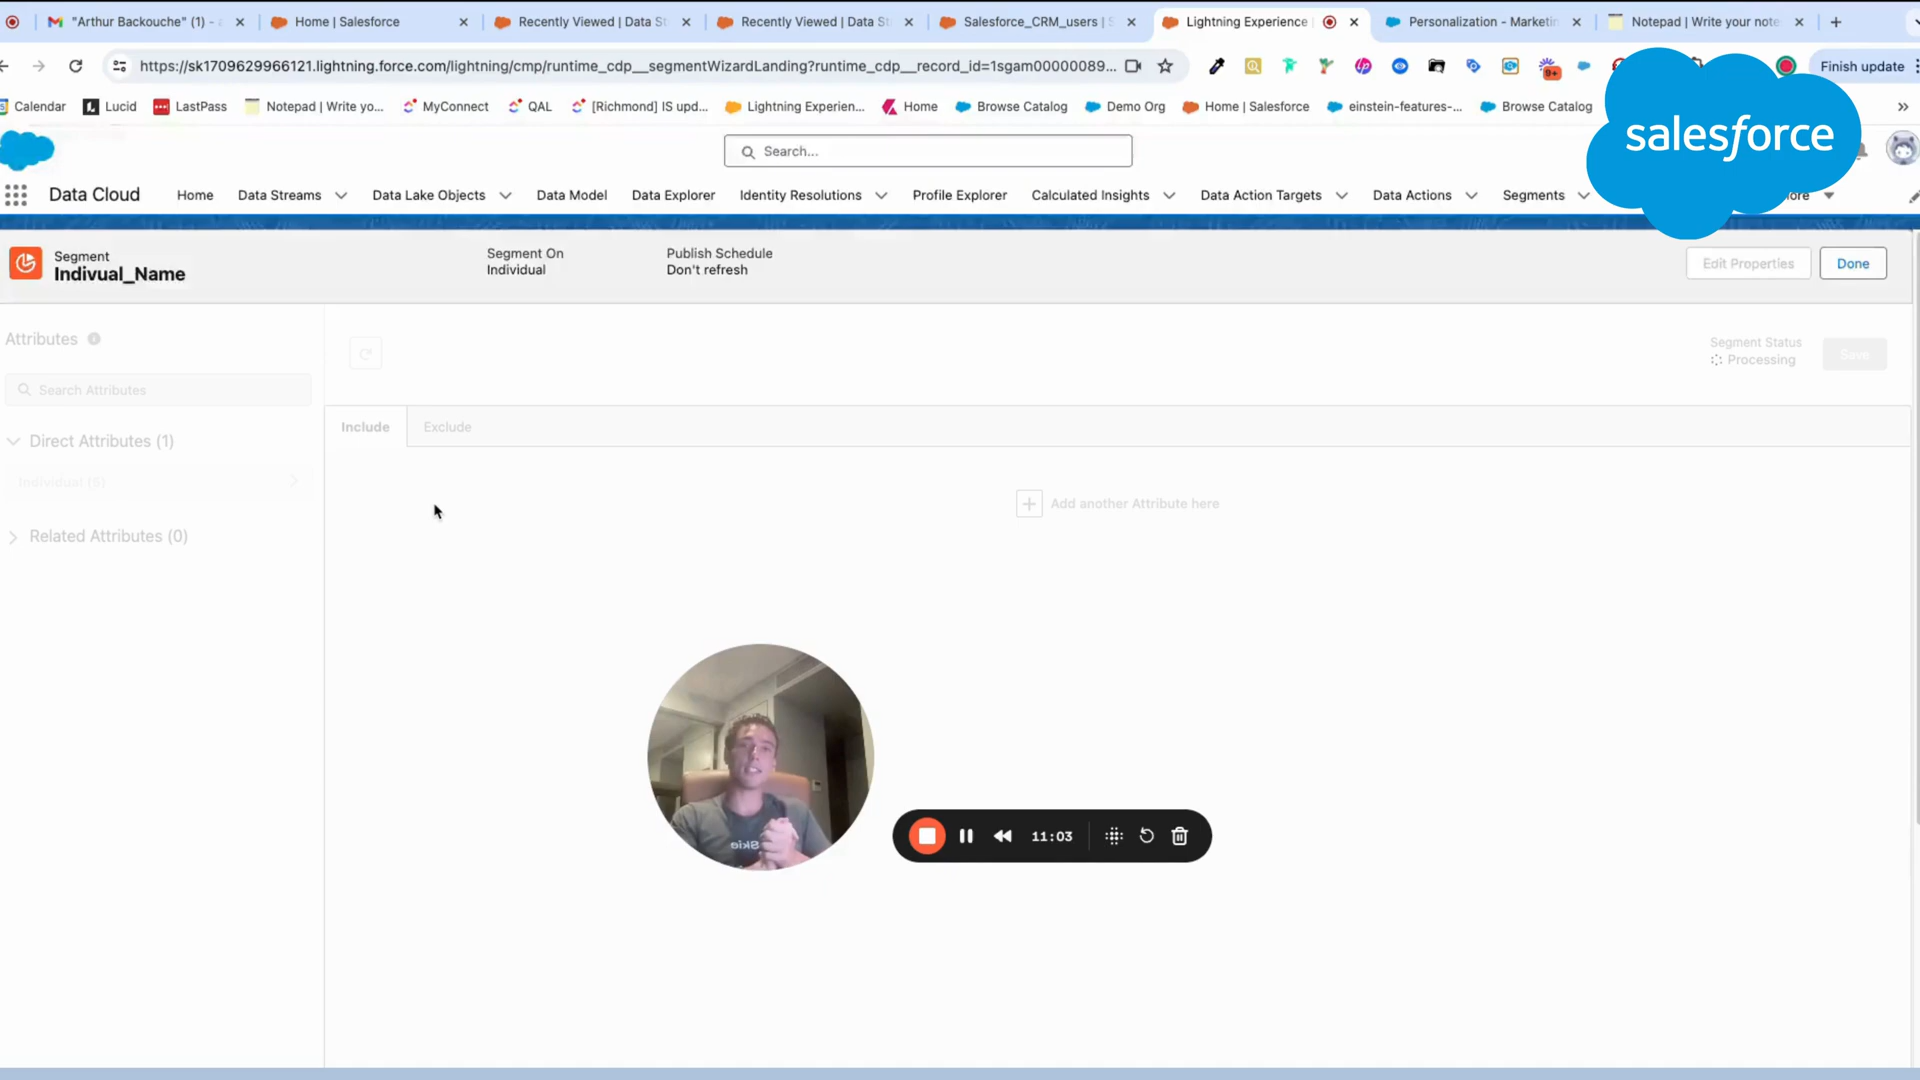 "Arthur Backouche" (1) -
Home | Salesforce
Recently Viewed | Data St
Recently Viewed | Data St
Salesforce_CRM_users | S
Lightning Experience
Personalization - Marketin
Notepad | Write your note
https://sk1709629966121.lightning.force.com/lightning/cmp/runtime_cdp__segmentWizardLanding?runtime_cdp__record_id=1sgam00000089...
9+
Finish update
Calendar
Lucid
LastPass
Notepad | Write yo...
MyConnect
QAL
[Richmond] IS upd...
Lightning Experien...
Home
Browse Catalog
Demo Org
Home | Salesforce
einstein-features-...
Browse Catalog
salesforce
Search...
Data Cloud
Home
Data Streams
Data Lake Objects
Data Model
Data Explorer
Identity Resolutions
Profile Explorer
Calculated Insights
Data Action Targets
Data Actions
Segments
ore
Segment
Indivual_Name
Segment On
Individual
Publish Schedule
Don't refresh
Edit Properties
Done
Attributes
Search Attributes
Direct Attributes (1)
Related Attributes (0)
Segment Status
Processing
Save
Include
Exclude
Add another Attribute here
11:03